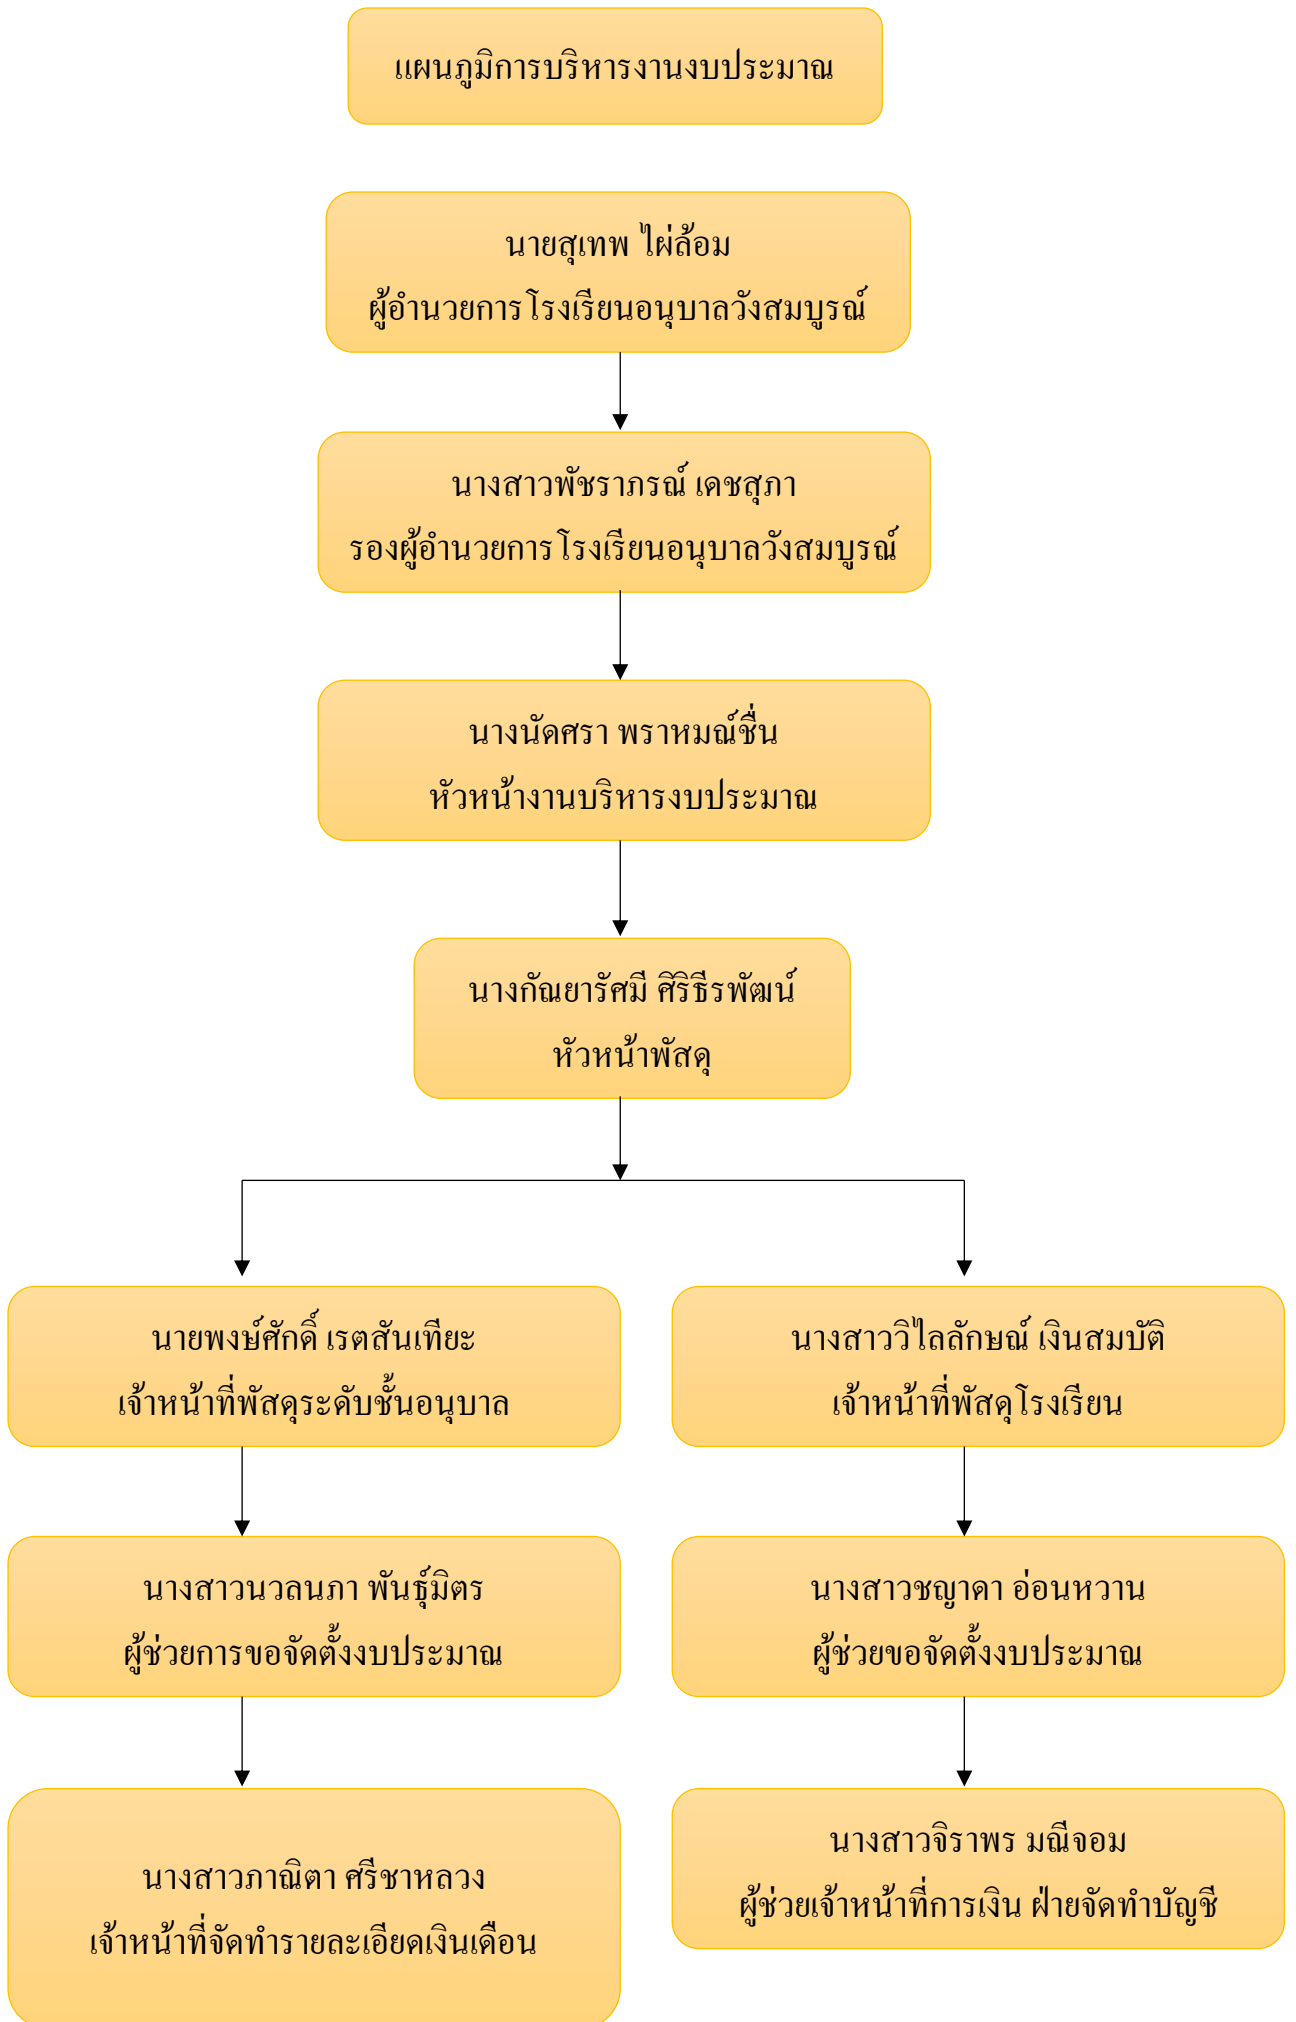 แผนภูมิการบริหารงานงบประมาณ
นายสุเทพ ไผ่ล้อม
ผู้อำนวยการโรงเรียนอนุบาลวังสมบูรณ์
นางสาวพัชราภรณ์ เดชสุภา
รองผู้อำนวยการโรงเรียนอนุบาลวังสมบูรณ์
นางนัดศรา พราหมณ์ชื่น
หัวหน้างานบริหารงบประมาณ
นางกัณยารัศมี ศิริธีรพัฒน์
หัวหน้าพัสดุ
นายพงษ์ศักดิ์ เรตสันเทียะ
เจ้าหน้าที่พัสดุระดับชั้นอนุบาล
นางสาววิไลลักษณ์ เงินสมบัติ
เจ้าหน้าที่พัสดุโรงเรียน
นางสาวนวลนภา พันธุ์มิตร
ผู้ช่วยการขอจัดตั้งงบประมาณ
นางสาวชญาดา อ่อนหวาน
ผู้ช่วยขอจัดตั้งงบประมาณ
นางสาวภาณิตา ศรีชาหลวง
เจ้าหน้าที่จัดทำรายละเอียดเงินเดือน
นางสาวจิราพร มณีจอม
ผู้ช่วยเจ้าหน้าที่การเงิน ฝ่ายจัดทำบัญชี